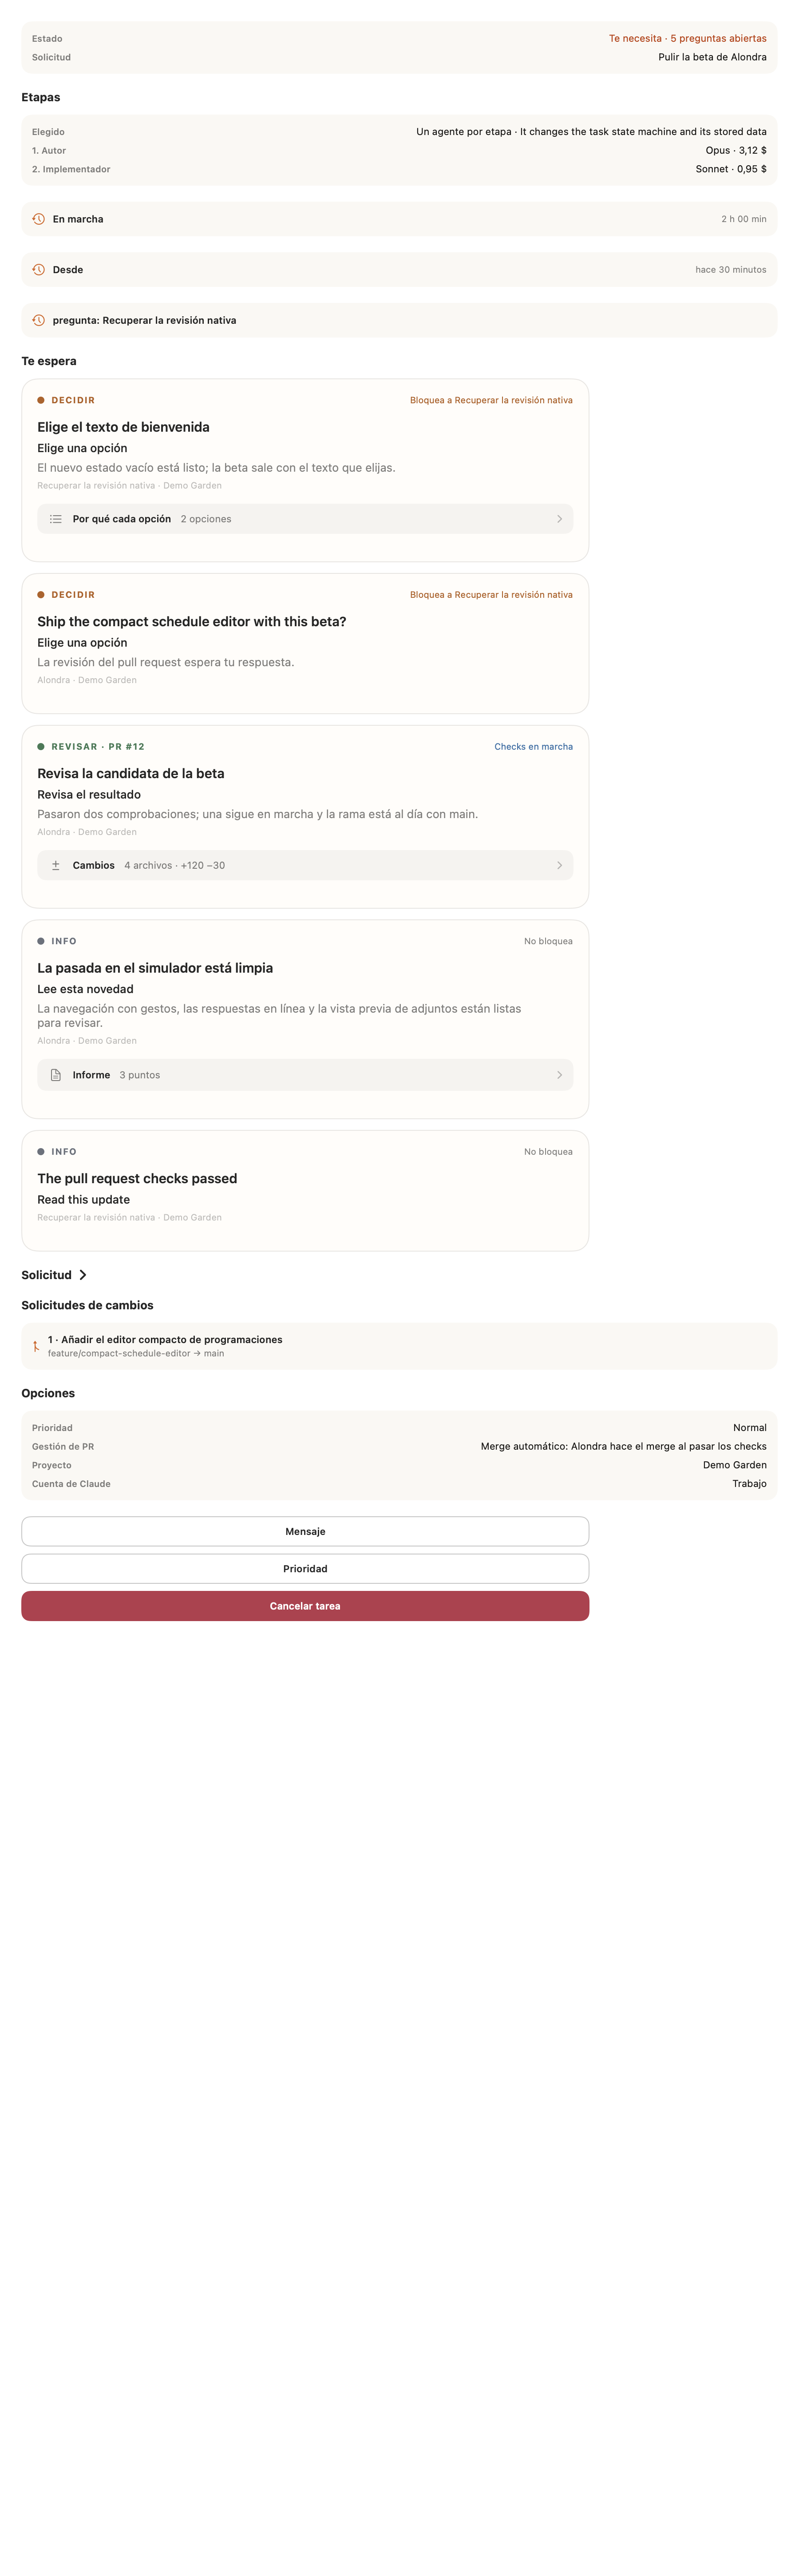 Estado
Te necesita · 5 preguntas abiertas
Solicitud
Pulir la beta de Alondra
Etapas
Elegido
Un agente por etapa · It changes the task state machine and its stored data
1. Autor
Opus · 3,12 $
2. Implementador
Sonnet · 0,95 $
En marcha
2 h 00 min
Desde
hace 30 minutos
pregunta: Recuperar la revisión nativa
Te espera
DECIDIR
Bloquea a Recuperar la revisión nativa
Elige el texto de bienvenida
Elige una opción
El nuevo estado vacío está listo; la beta sale con el texto que elijas.
Recuperar la revisión nativa · Demo Garden
Por qué cada opción 2 opciones
DECIDIR
Bloquea a Recuperar la revisión nativa
Ship the compact schedule editor with this beta?
Elige una opción
La revisión del pull request espera tu respuesta.
Alondra · Demo Garden
REVISAR · PR #12
Checks en marcha
Revisa la candidata de la beta
Revisa el resultado
Pasaron dos comprobaciones; una sigue en marcha y la rama está al día con main.
Alondra · Demo Garden
Cambios 4 archivos · +120 −30
INFO
No bloquea
La pasada en el simulador está limpia
Lee esta novedad
La navegación con gestos, las respuestas en línea y la vista previa de adjuntos están listas
para revisar.
Alondra · Demo Garden
Informe 3 puntos
INFO
No bloquea
The pull request checks passed
Read this update
Recuperar la revisión nativa · Demo Garden
Solicitud
Solicitudes de cambios
1 · Añadir el editor compacto de programaciones
feature/compact-schedule-editor → main
Opciones
Prioridad
Normal
Gestión de PR
Merge automático: Alondra hace el merge al pasar los checks
Proyecto
Demo Garden
Cuenta de Claude
Trabajo
Mensaje
Prioridad
Cancelar tarea